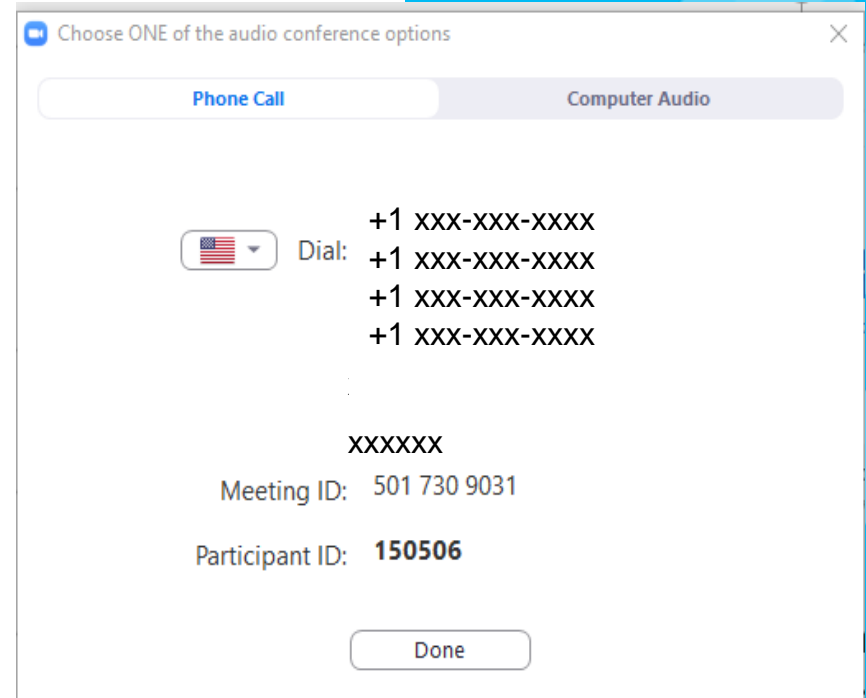 Choose ONE of the audio conference options
Phone Call Computer Audio
Dial: +1 xxx-xxx-xxxx
+1 xxx-xxx-xxxx
+1 xxx-xxx-xxxx
+1 xxx-xxx-xxxx
xxxxxx
Meeting ID: 501 730 9031
Participant ID: 150506
Done